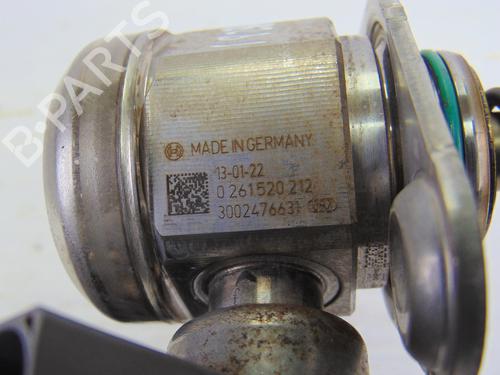 MADE IN GERMANY
13-01-22
0 261 520 212
3002476631
B-PARTS